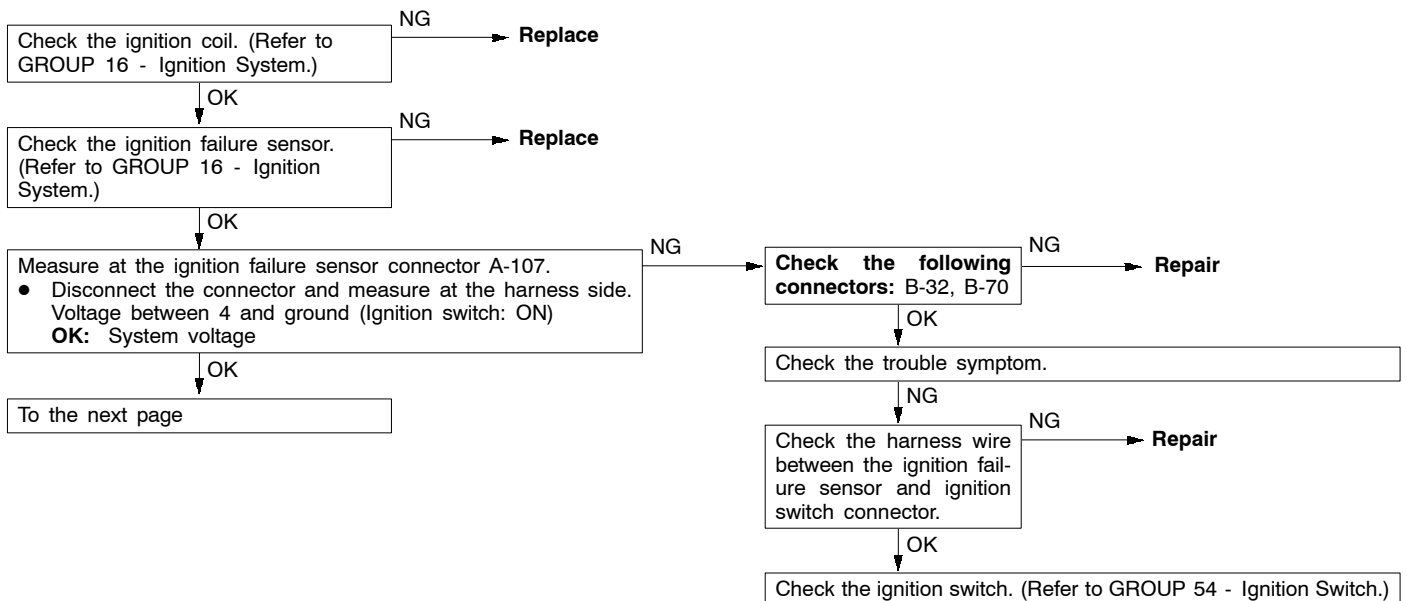 NG
Check the ignition coil. (Refer to
GROUP 16 - Ignition System.)
Replace
OK
NG
Check the ignition failure sensor.
(Refer to GROUP 16 - Ignition
System.)
Replace
OK
NG
Measure at the ignition failure sensor connector A-107.
● Disconnect the connector and measure at the harness side.
Voltage between 4 and ground (Ignition switch: ON)
OK: System voltage
OK
To the next page
NG
Check the following
connectors: B-32, B-70
Repair
OK
Check the trouble symptom.
NG
NG
Check the harness wire
between the ignition fail-
ure sensor and ignition
switch connector.
Repair
OK
Check the ignition switch. (Refer to GROUP 54 - Ignition Switch.)